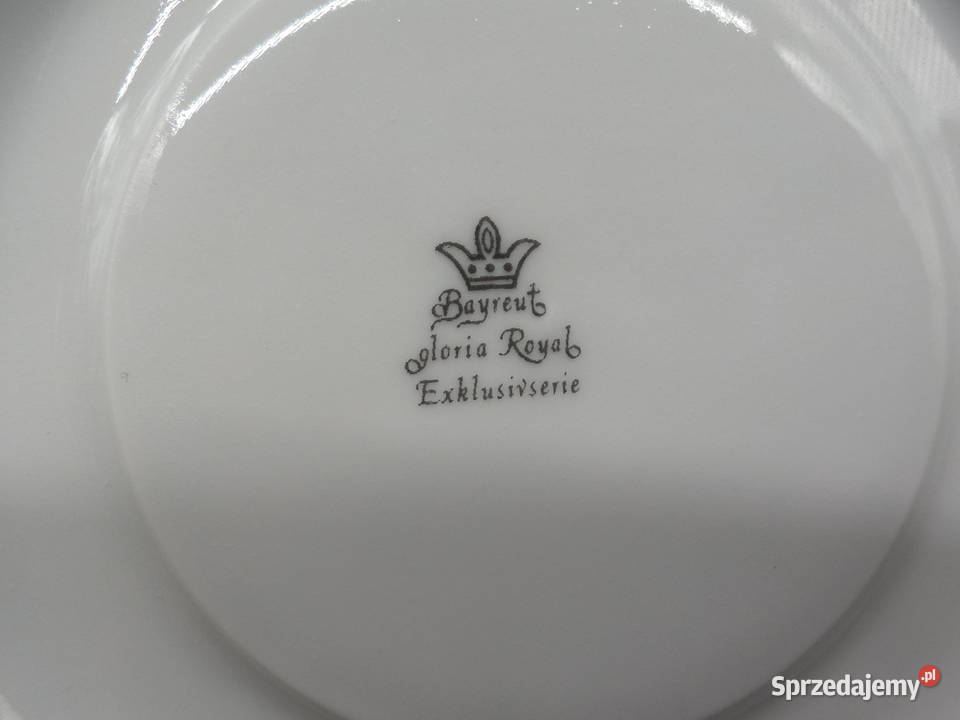 Bayreut
gloria Royal
Exklusivserie
Sprzedajemy.pl